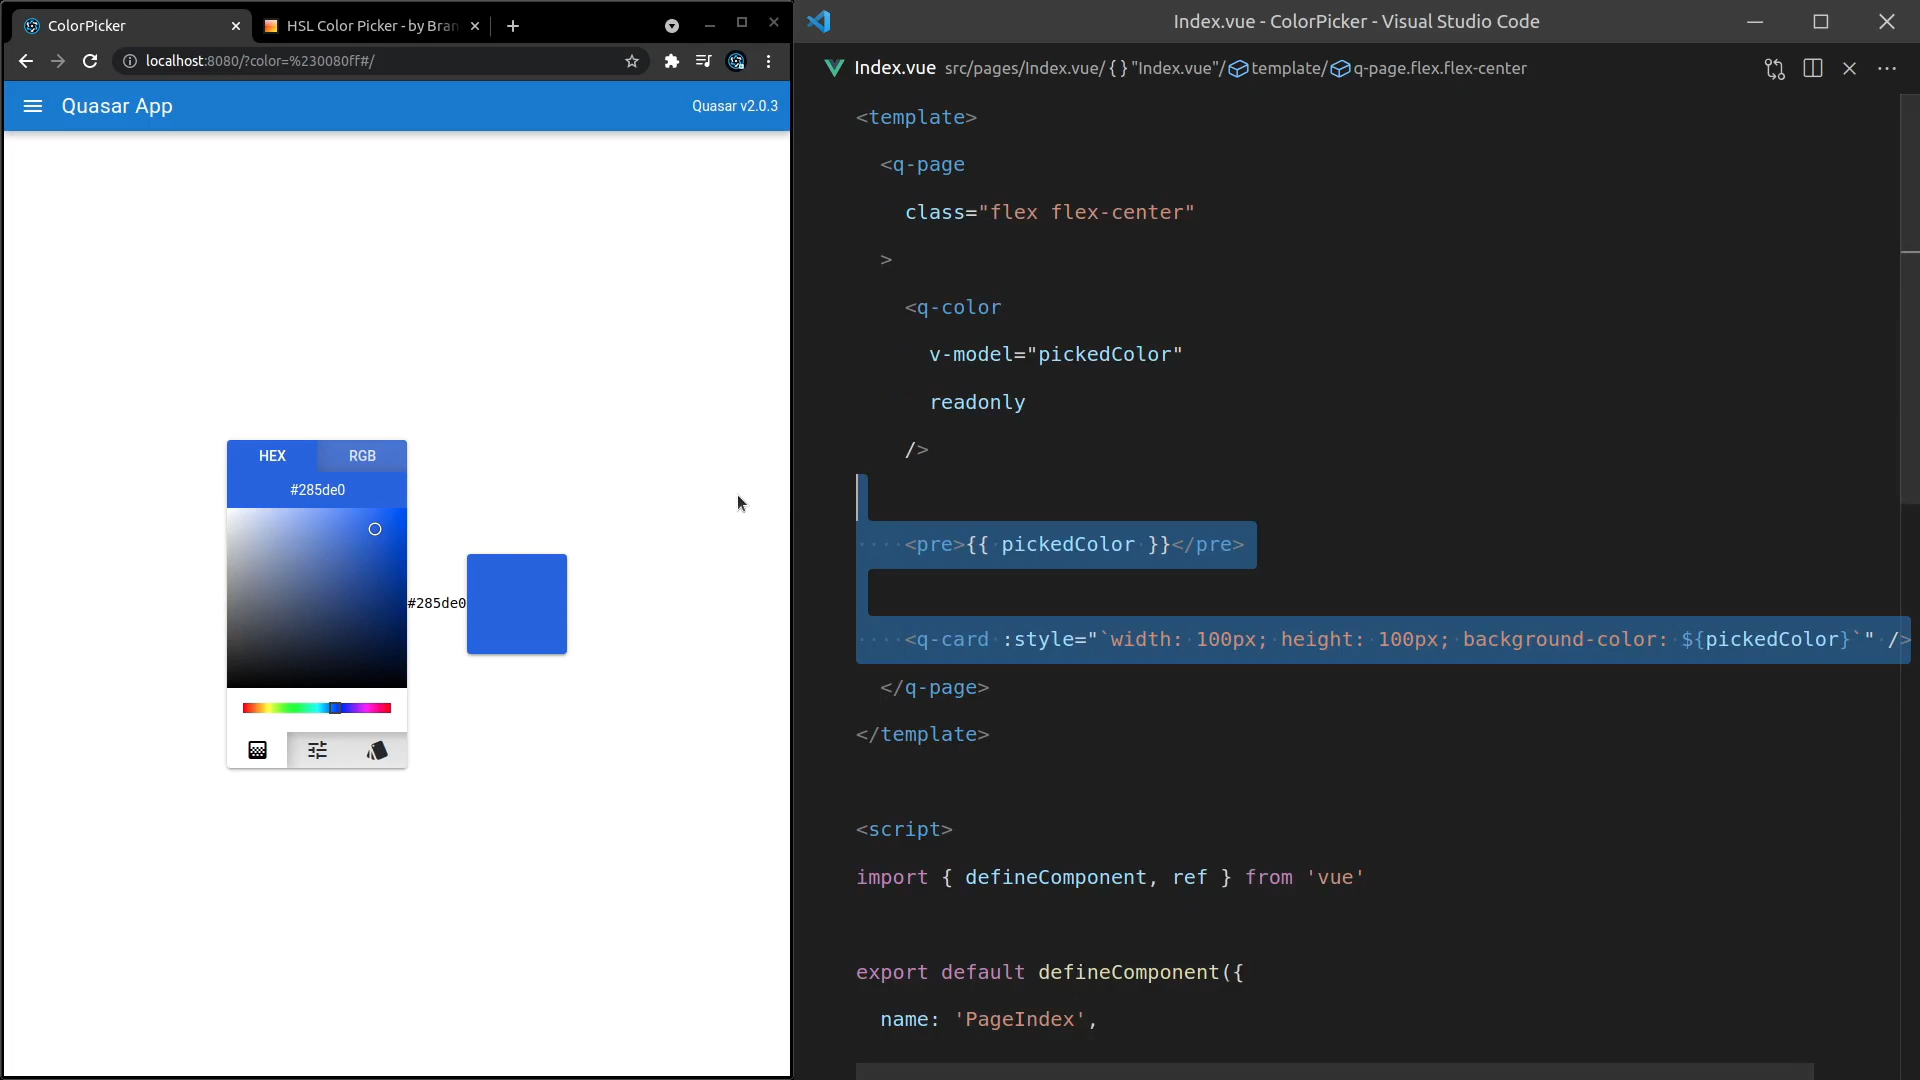 ColorPicker
HSL Color Picker - by Bran
localhost:8080/?color=%230080ff#/
Quasar App
Quasar v2.0.3
HEX
RGB
#285de0
#285de0
Index.vue - ColorPicker - Visual Studio Code
Index.vue src/pages/Index.vue/ {} "Index.vue"/ template/ q-page.flex.flex-center
<template>
<q-page
class="flex flex-center"
>
<q-color
v-model="pickedColor"
readonly
/>
<pre>{{ pickedColor }}</pre>
<q-card :style="`width: 100px; height: 100px; background-color: ${pickedColor}`" />
</q-page>
</template>
<script>
import { defineComponent, ref } from 'vue'
export default defineComponent({
name: 'PageIndex',